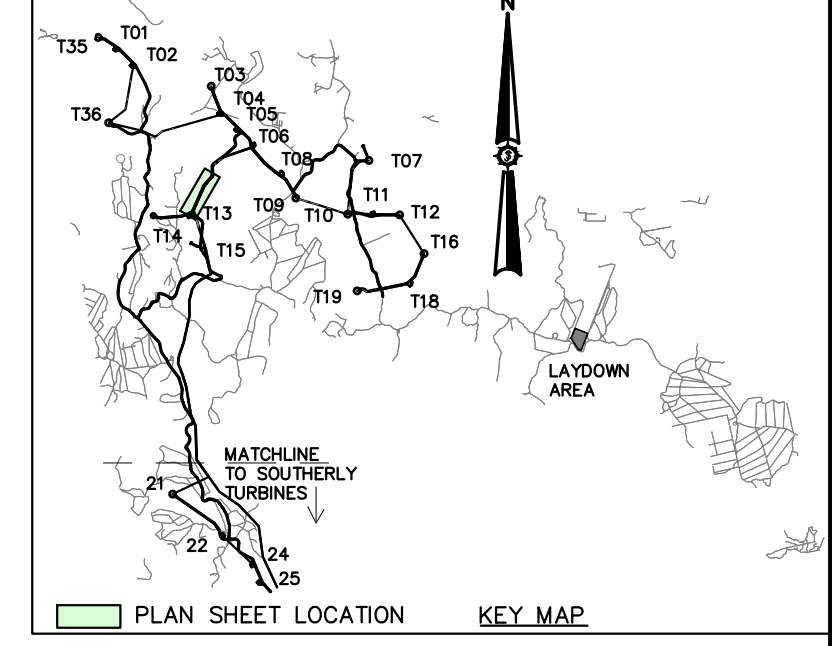 N
T01
T35
T02
T03
T04
T05
T36
T06
T08
T07
T09
T10
T11
T12
T13
T14
T15
T16
T19
T18
LAYDOWN
AREA
MATCHLINE
TO SOUTHERLY
TURBINES
21
22
24
25
PLAN SHEET LOCATION
KEY MAP